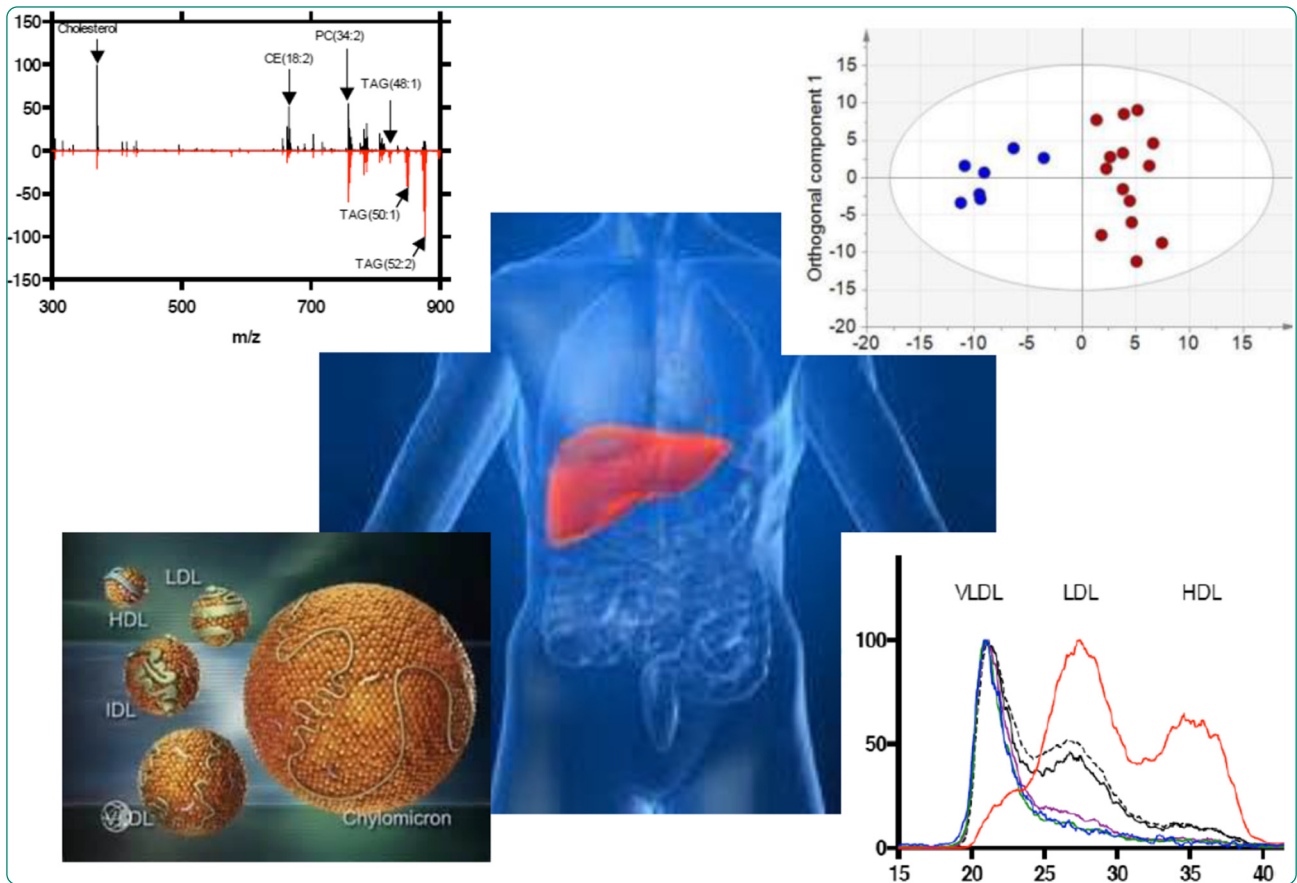 150
Cholesterol
PC(34:2)
CE(18:2)
100
TAG(48:1)
50
0
-50
TAG(50:1)
-100
TAG(52:2)
-150
300 500 700 900
m/z
Orthogonal component 1
15
10
5
0
-5
-10
-15
-20
-20 -15 -10 -5 0 5 10 15
LDL
HDL
IDL
VLDL
Chylomicron
VLDL LDL HDL
100
50
0
15 20 25 30 35 40